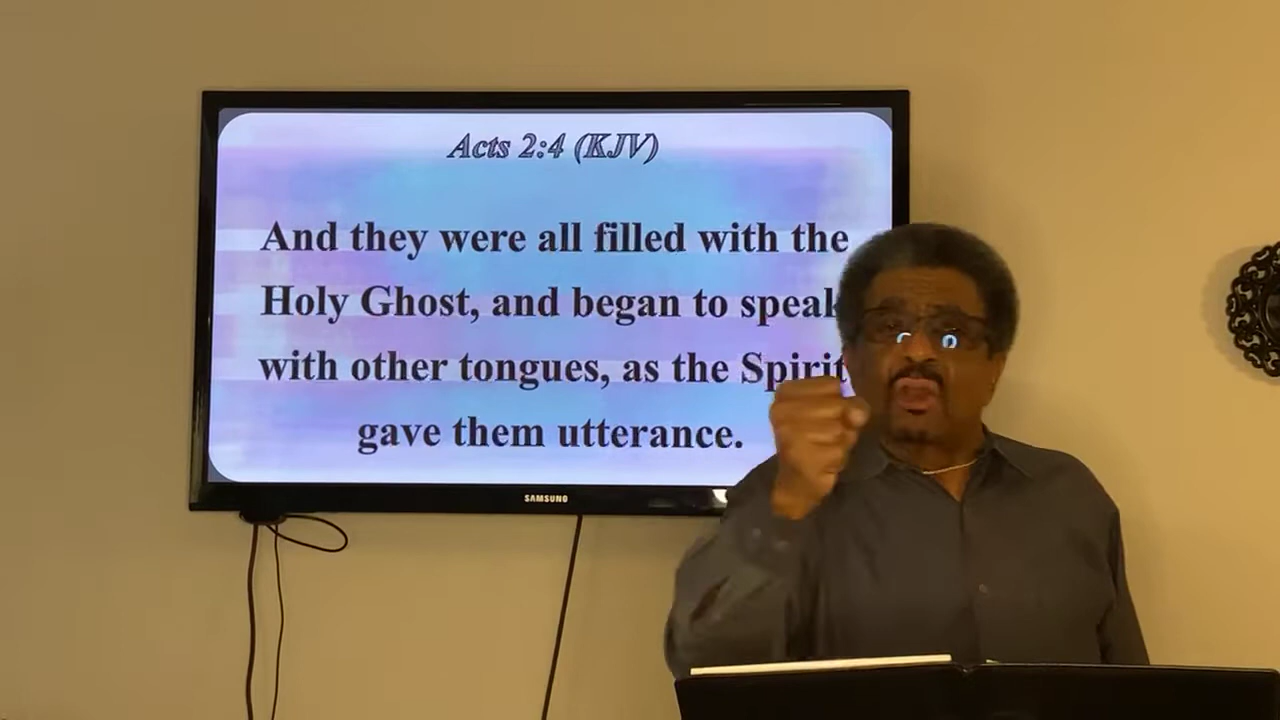 Acts 2:4 (KJV)
And they were all filled with the
Holy Ghost, and began to speak
with other tongues, as the Spirit
gave them utterance.
SAMSUNG